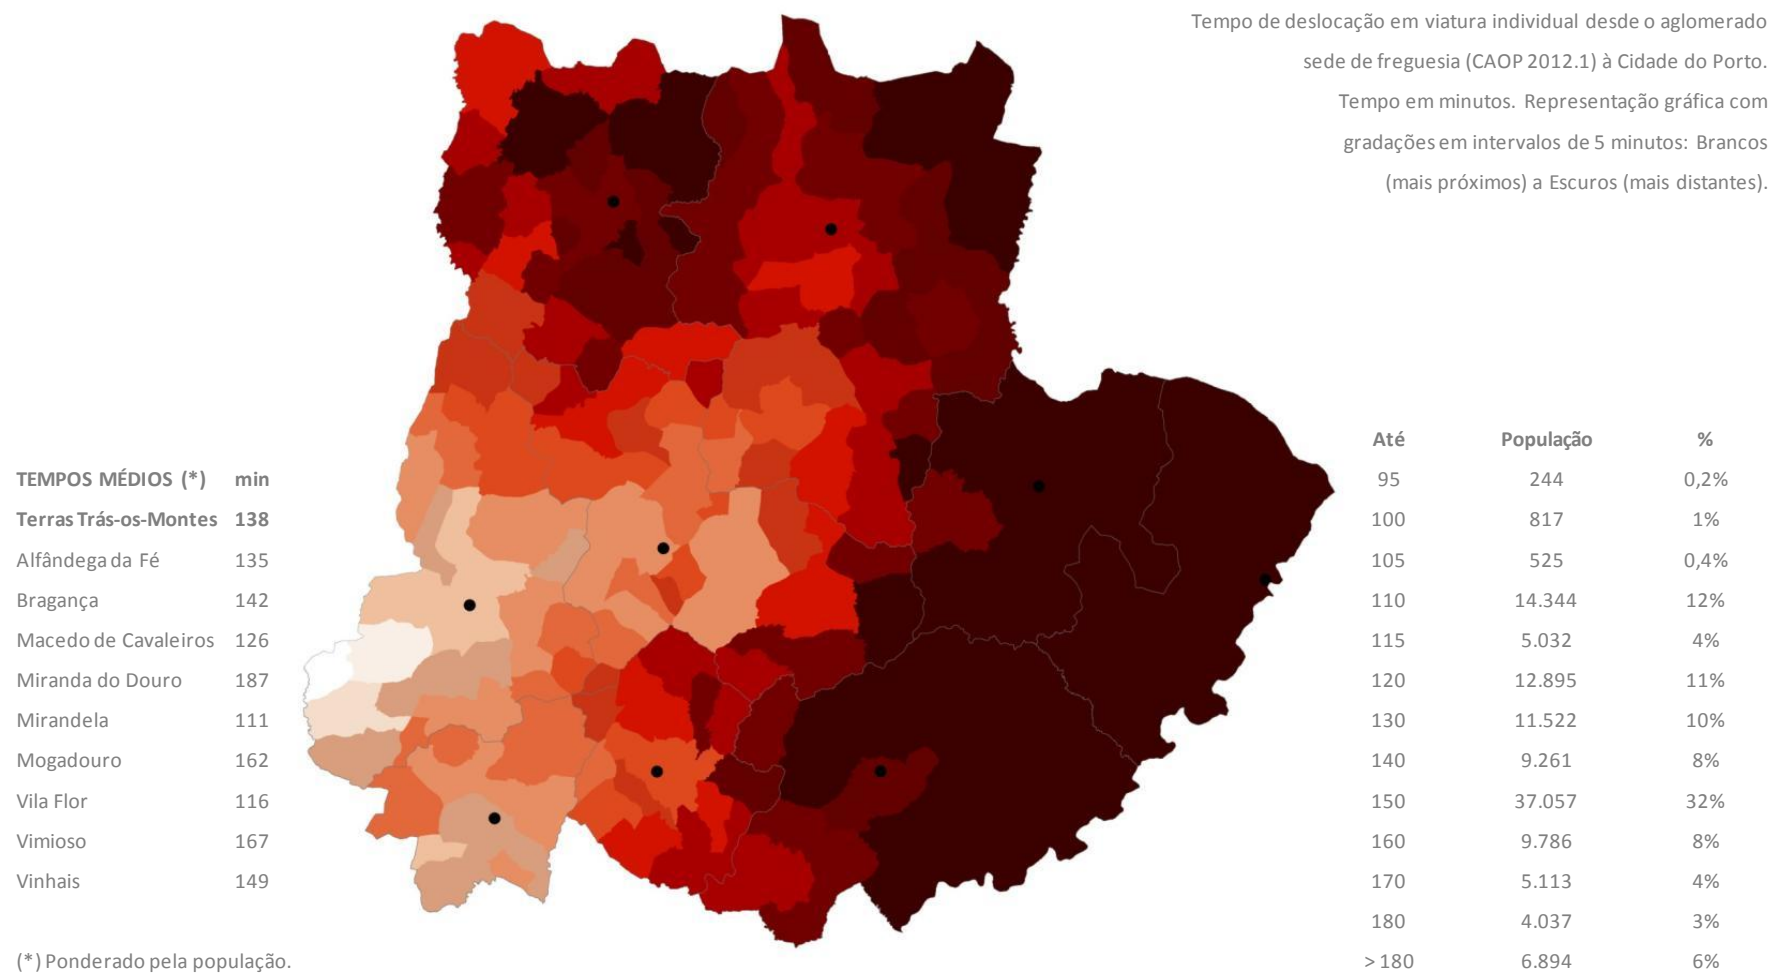 Tempo de deslocação em viatura individual desde o aglomerado
sede de freguesia (CAOP 2012.1) à Cidade do Porto.
Tempo em minutos. Representação gráfica com
gradações em intervalos de 5 minutos: Brancos
(mais próximos) a Escuros (mais distantes).
TEMPOS MÉDIOS (*) min
Terras Trás-os-Montes 138
Alfândega da Fé 135
Bragança 142
Macedo de Cavaleiros 126
Miranda do Douro 187
Mirandela 111
Mogadouro 162
Vila Flor 116
Vimioso 167
Vinhais 149
(*) Ponderado pela população.
Até População %
95 244 0,2%
100 817 1%
105 525 0,4%
110 14.344 12%
115 5.032 4%
120 12.895 11%
130 11.522 10%
140 9.261 8%
150 37.057 32%
160 9.786 8%
170 5.113 4%
180 4.037 3%
> 180 6.894 6%